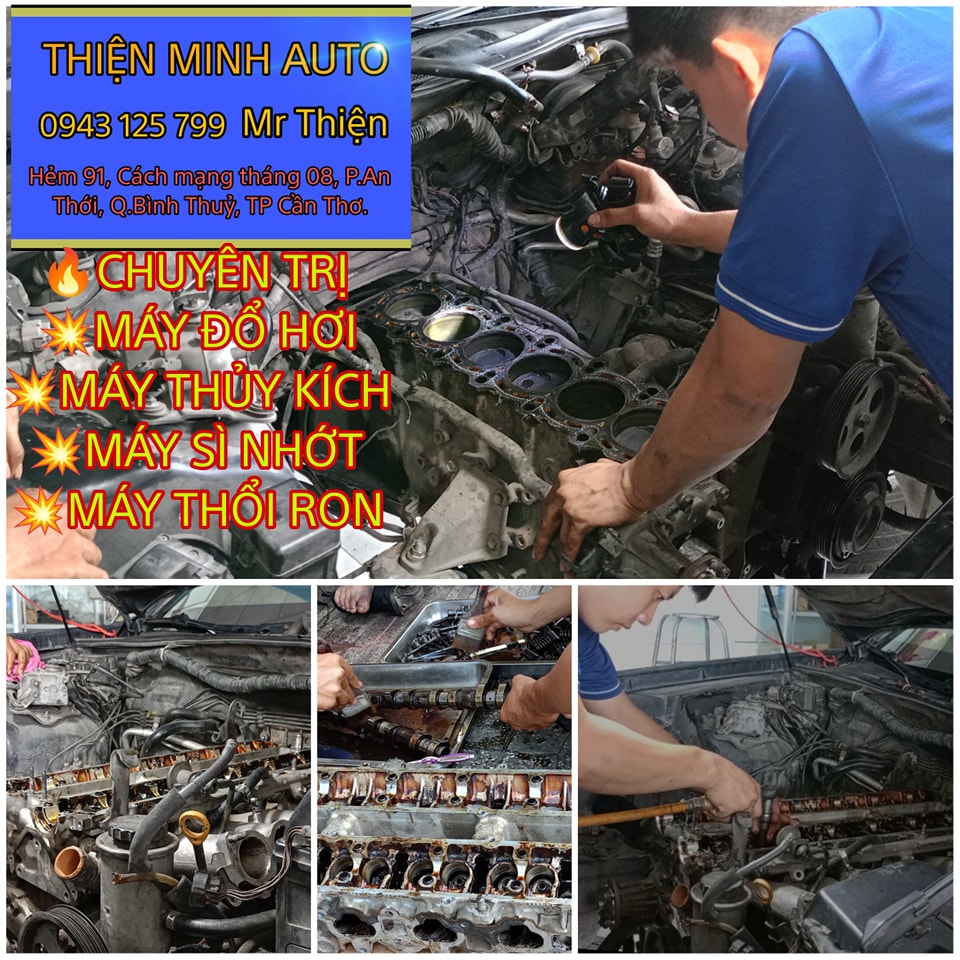 THIỆN MINH AUTO
0943 125 799 Mr Thiện
Hẻm 91, Cách mạng tháng 08, P.An
Thới, Q.Bình Thuỷ, TP Cần Thơ.
🔥CHUYÊN TRỊ
💥MÁY ĐỔ HƠI
💥MÁY THỦY KÍCH
💥MÁY SÌ NHỚT
💥MÁY THỔI RON